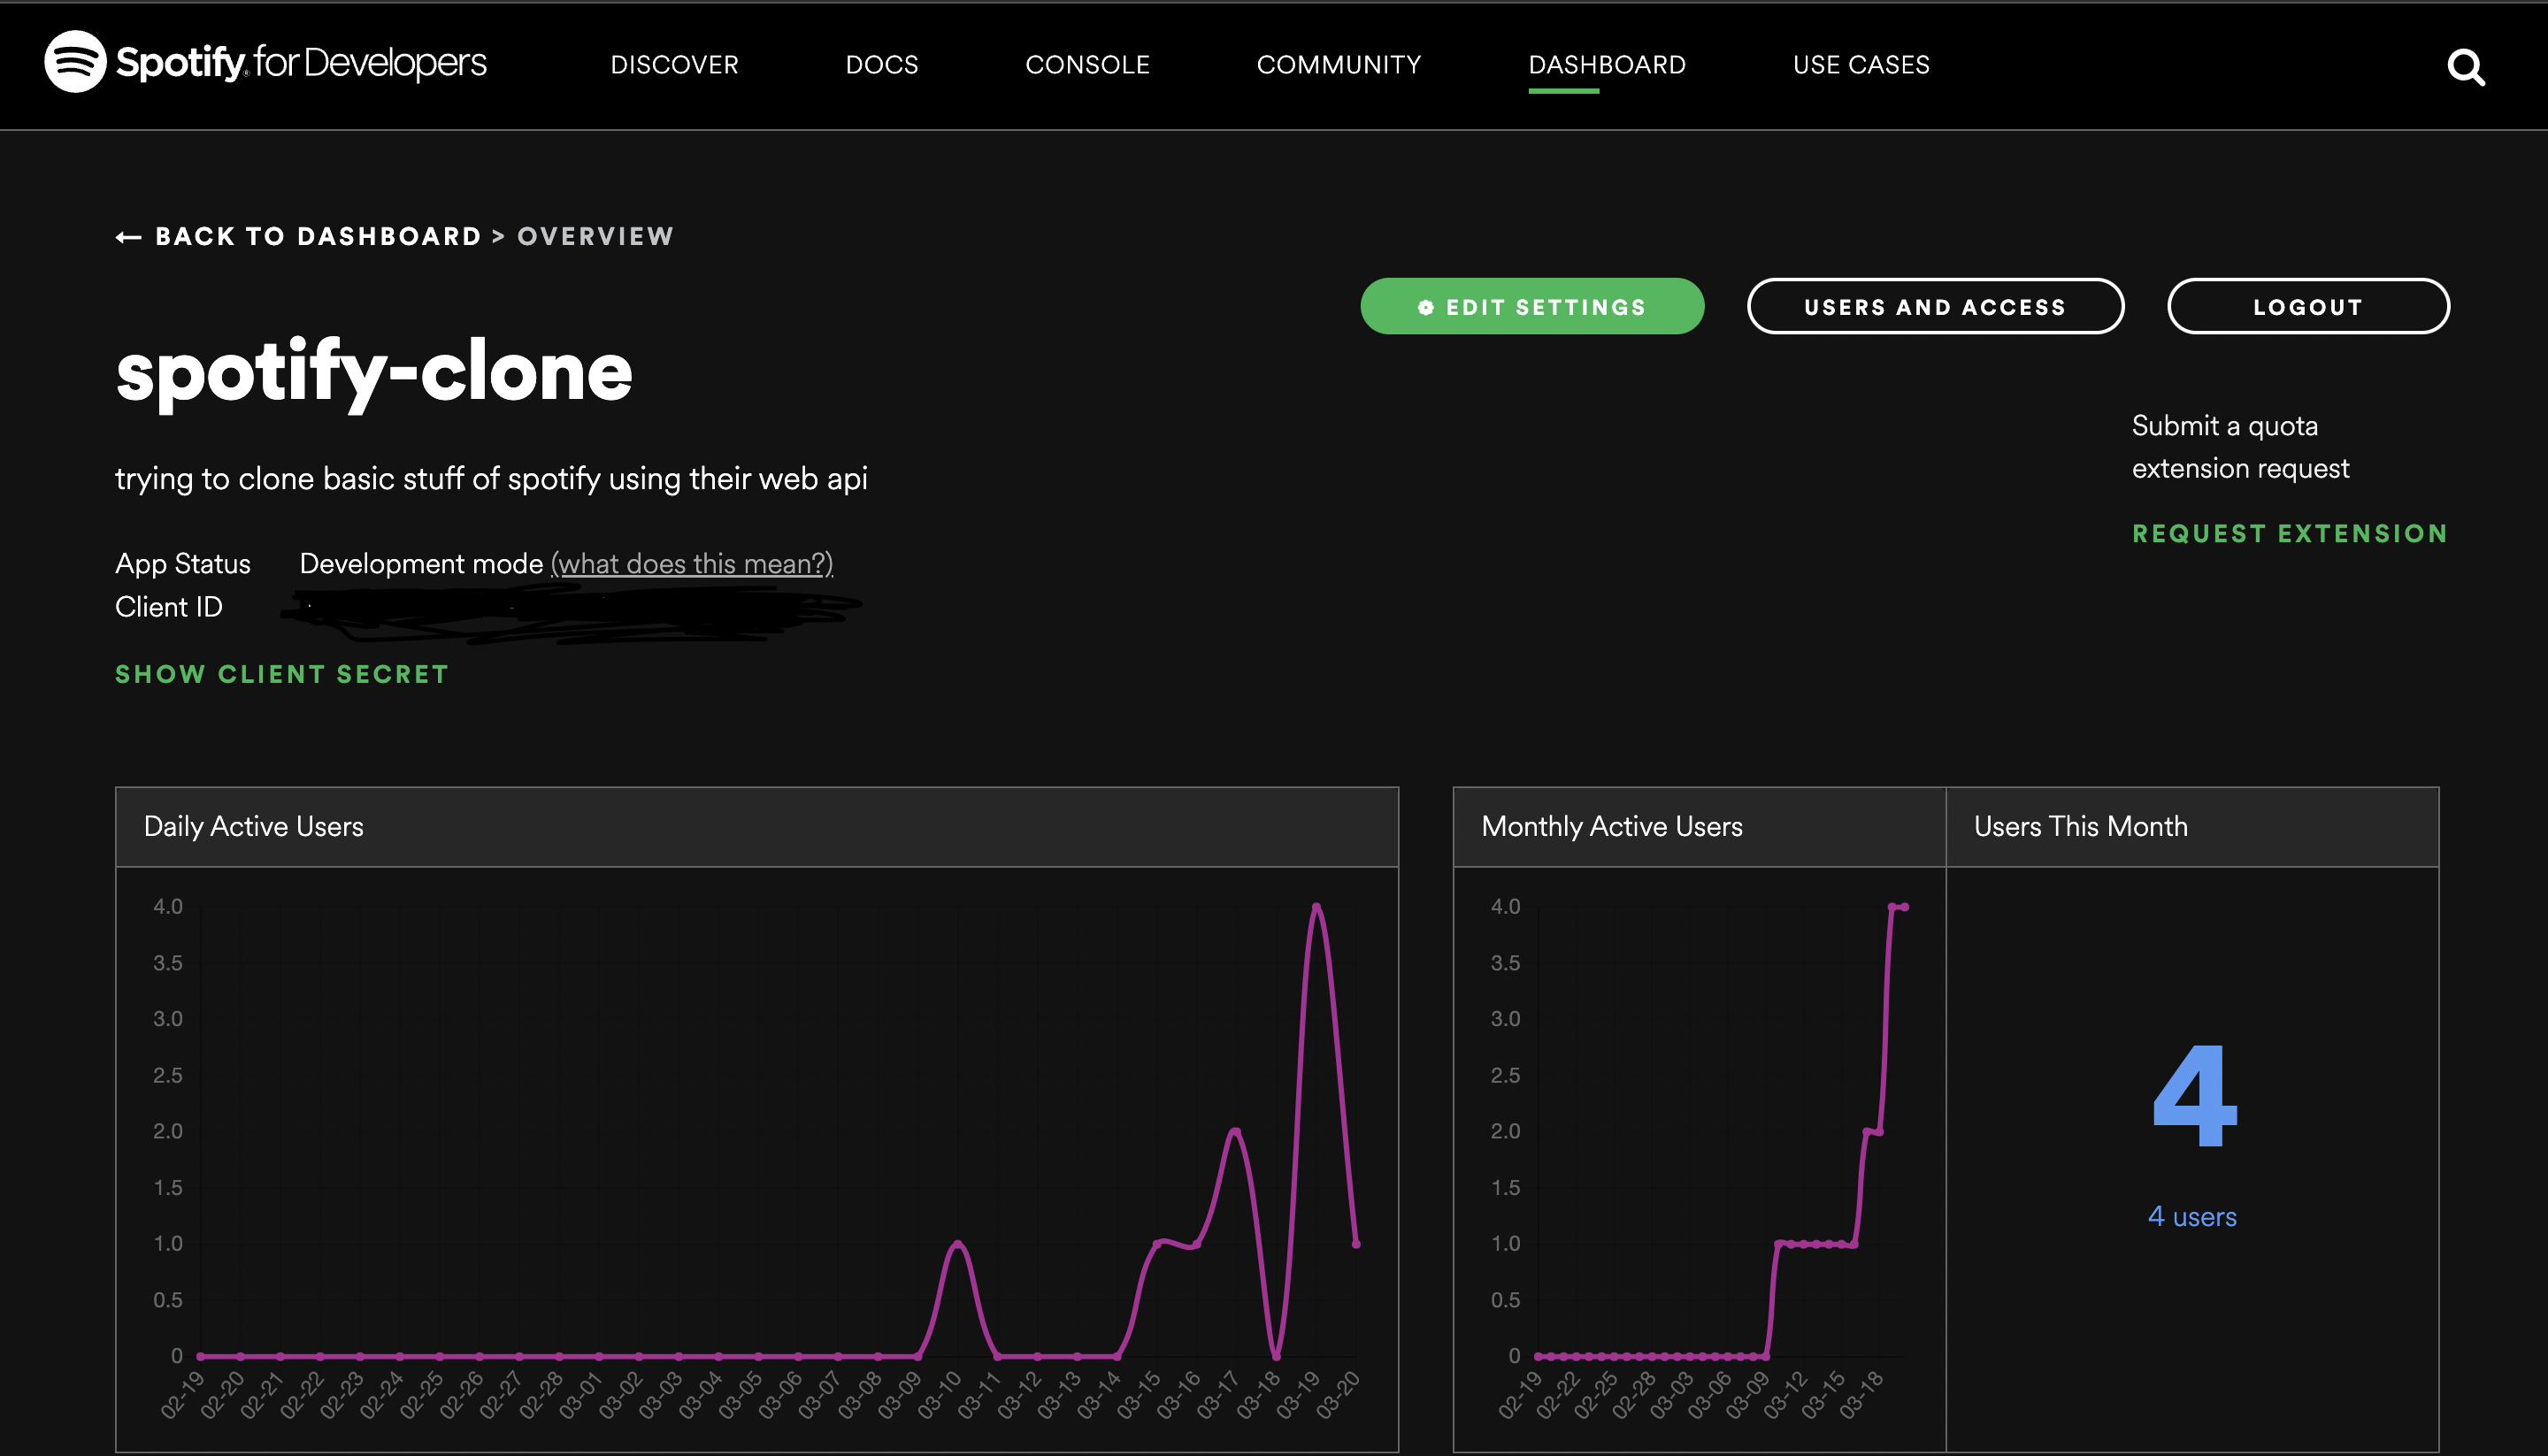 Spotify® for Developers
DISCOVER DOCS CONSOLE COMMUNITY DASHBOARD USE CASES
← BACK TO DASHBOARD > OVERVIEW
EDIT SETTINGS USERS AND ACCESS LOGOUT
spotify-clone
Submit a quota
extension request
REQUEST EXTENSION
trying to clone basic stuff of spotify using their web api
App Status Development mode (what does this mean?)
Client ID
SHOW CLIENT SECRET
Daily Active Users
4.0
3.5
3.0
2.5
2.0
1.5
1.0
0.5
0
02-19 02-20 02-21 02-22 02-23 02-24 02-25 02-26 02-27 02-28 03-01 03-02 03-03 03-04 03-05 03-06 03-07 03-08 03-09 03-10 03-11 03-12 03-13 03-14 03-15 03-16 03-17 03-18 03-19 03-20
Monthly Active Users
4.0
3.5
3.0
2.5
2.0
1.5
1.0
0.5
0
02-19 02-22 02-25 02-28 03-03 03-06 03-09 03-12 03-15 03-18
Users This Month
4
4 users